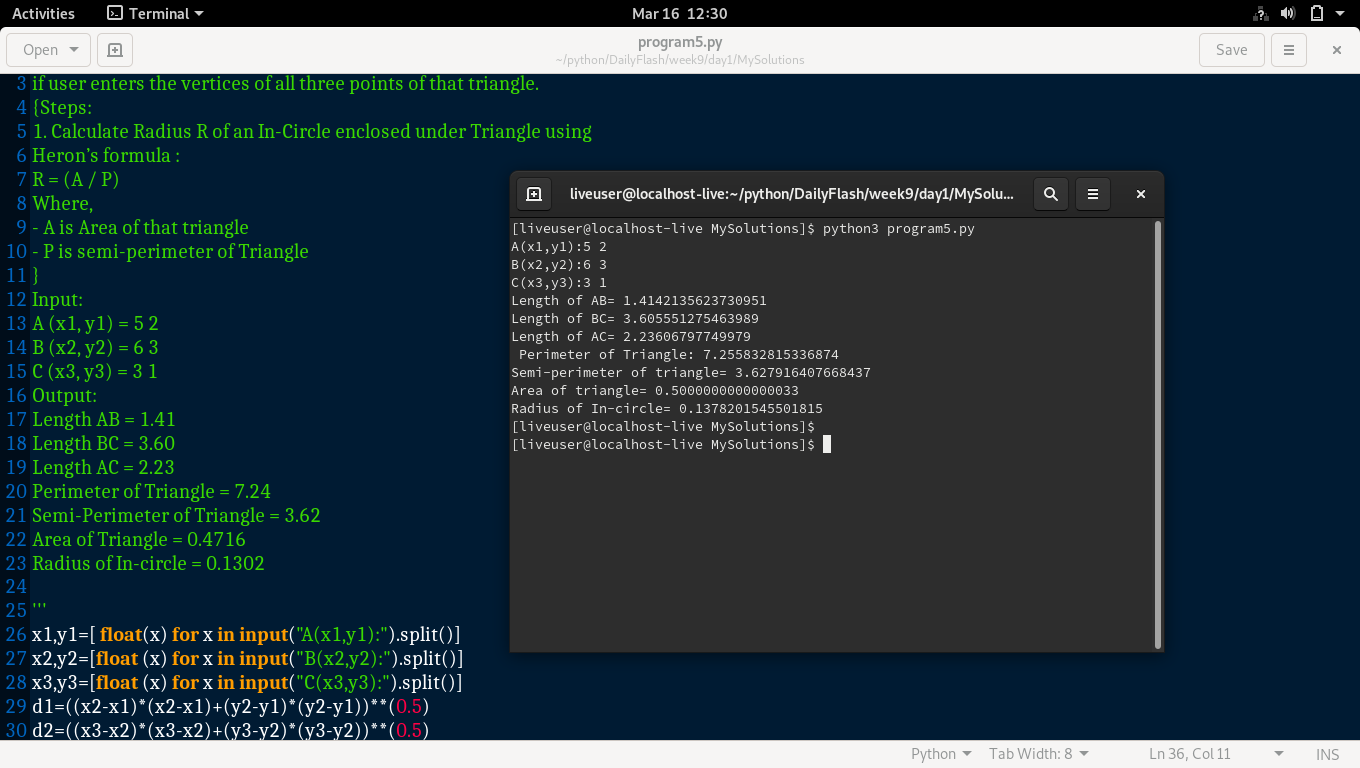 Activities Terminal Mar 16 12:30
Open program5.py Save
~/python/DailyFlash/week9/day1/MySolutions
3 if user enters the vertices of all three points of that triangle.
4 {Steps:
5 1. Calculate Radius R of an In-Circle enclosed under Triangle using
6 Heron’s formula :
7 R = (A / P)
8 Where,
9 - A is Area of that triangle
10 - P is semi-perimeter of Triangle
11 }
12 Input:
13 A (x1, y1) = 5 2
14 B (x2, y2) = 6 3
15 C (x3, y3) = 3 1
16 Output:
17 Length AB = 1.41
18 Length BC = 3.60
19 Length AC = 2.23
20 Perimeter of Triangle = 7.24
21 Semi-Perimeter of Triangle = 3.62
22 Area of Triangle = 0.4716
23 Radius of In-circle = 0.1302
24
25 '''
26 x1,y1=[ float(x) for x in input("A(x1,y1):").split()]
27 x2,y2=[float (x) for x in input("B(x2,y2):").split()]
28 x3,y3=[float (x) for x in input("C(x3,y3):").split()]
29 d1=((x2-x1)*(x2-x1)+(y2-y1)*(y2-y1))**(0.5)
30 d2=((x3-x2)*(x3-x2)+(y3-y2)*(y3-y2))**(0.5)
liveuser@localhost-live:~/python/DailyFlash/week9/day1/MySolu...
[liveuser@localhost-live MySolutions]$ python3 program5.py
A(x1,y1):5 2
B(x2,y2):6 3
C(x3,y3):3 1
Length of AB= 1.4142135623730951
Length of BC= 3.605551275463989
Length of AC= 2.23606797749979
Perimeter of Triangle: 7.255832815336874
Semi-perimeter of triangle= 3.627916407668437
Area of triangle= 0.5000000000000033
Radius of In-circle= 0.1378201545501815
[liveuser@localhost-live MySolutions]$
[liveuser@localhost-live MySolutions]$
Python Tab Width: 8 Ln 36, Col 11 INS